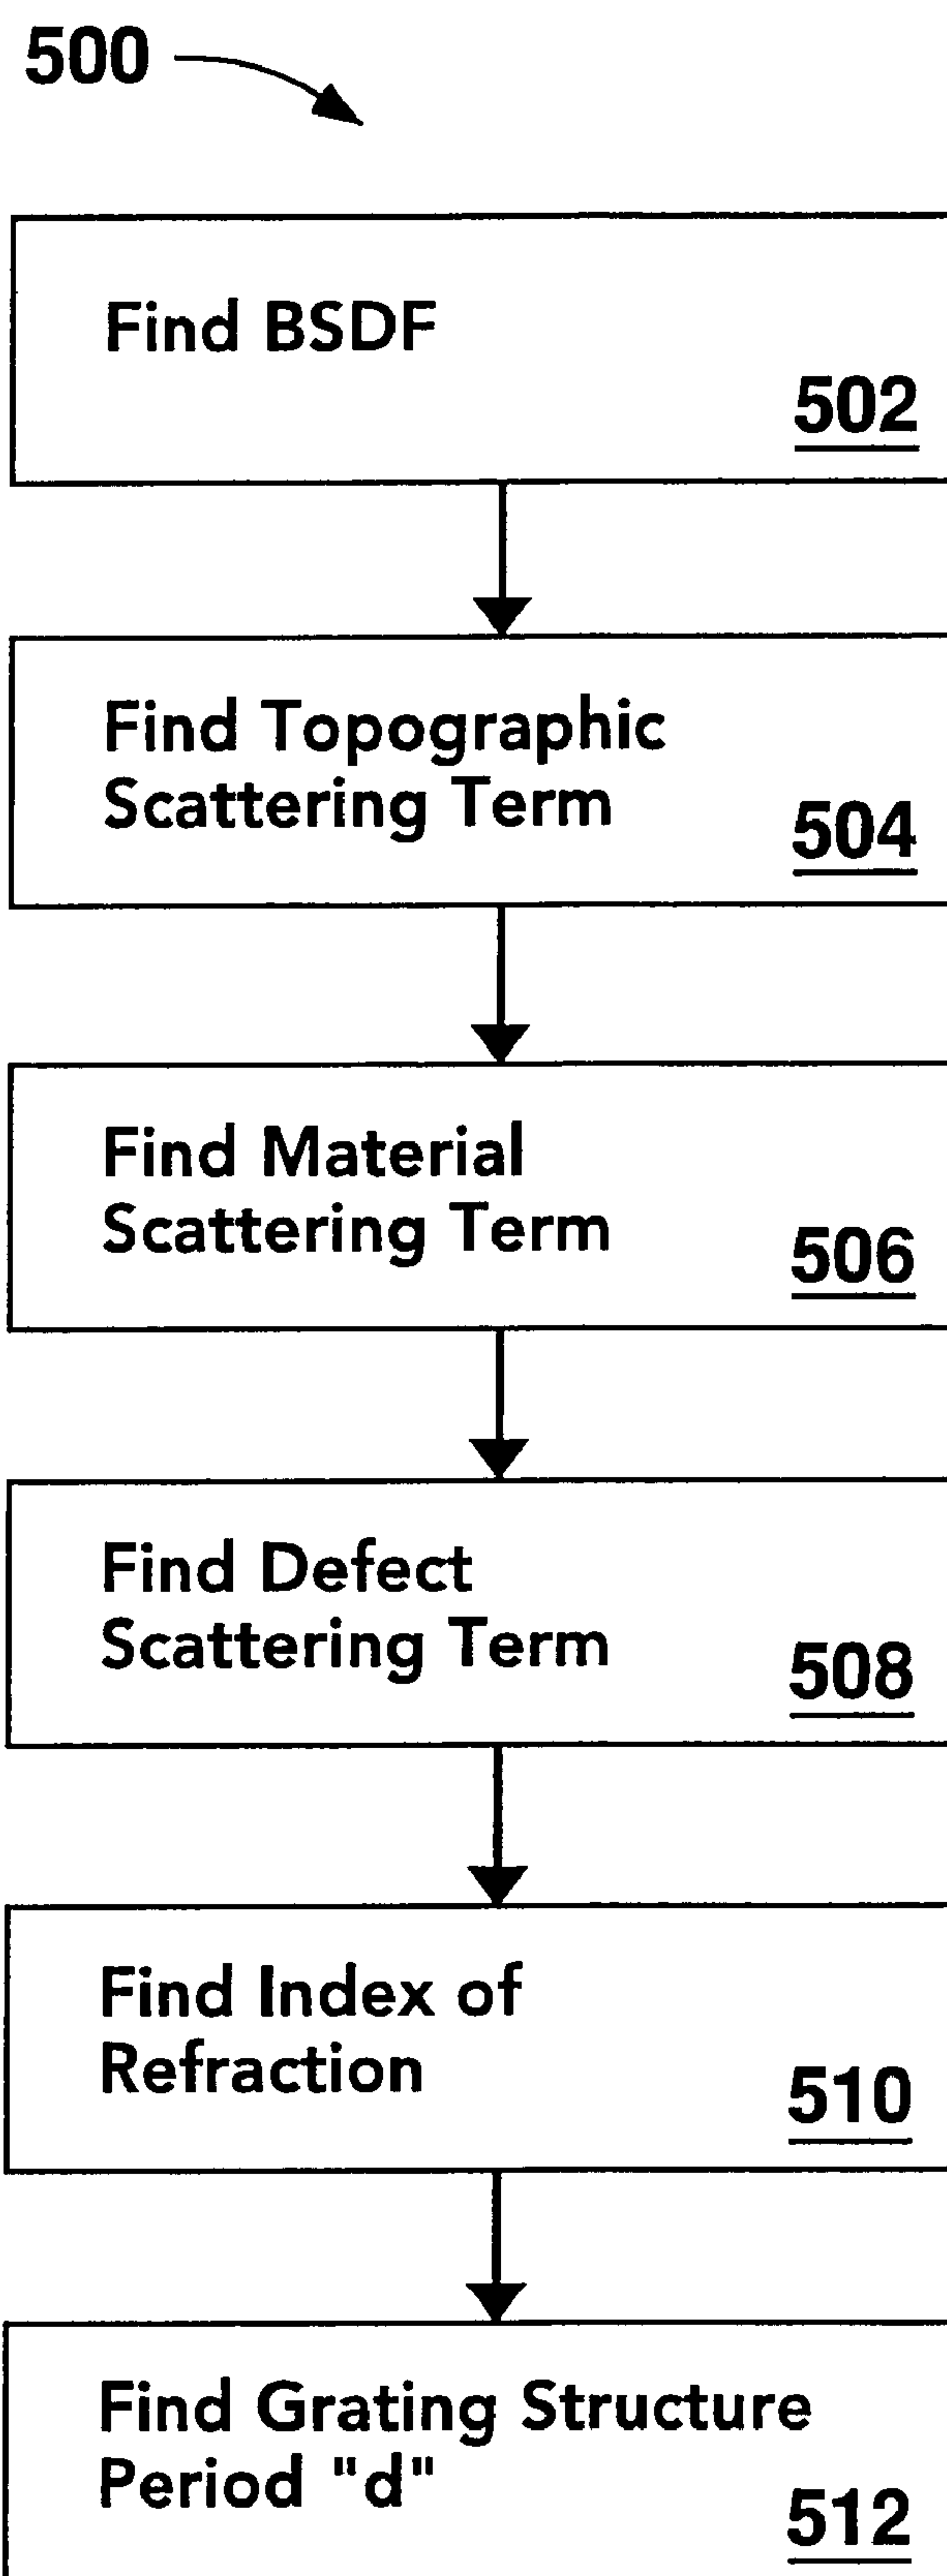 500
Find BSDF
502
Find Topographic
Scattering Term
504
Find Material
Scattering Term
506
Find Defect
Scattering Term
508
Find Index of
Refraction
510
Find Grating Structure
Period "d"
512